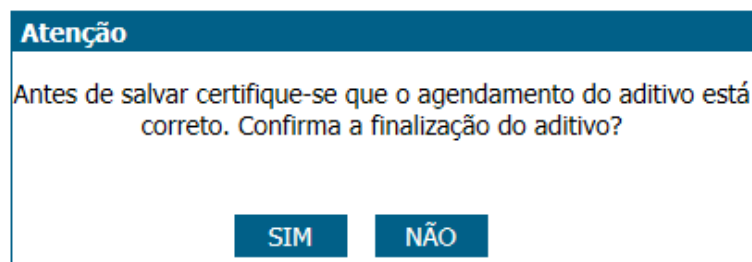 Atenção
Antes de salvar certifique-se que o agendamento do aditivo está
correto. Confirma a finalização do aditivo?
SIM NÃO